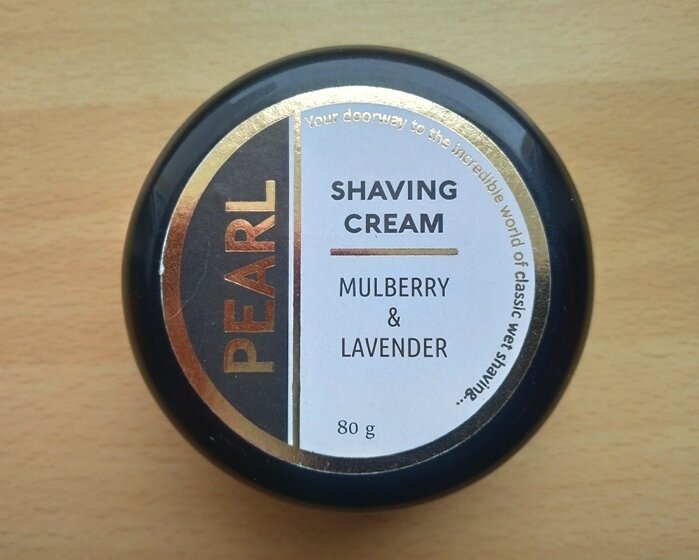 PEARL
Your doorway to the incredible world of classic wet shaving...
SHAVING
CREAM
MULBERRY
&
LAVENDER
80 g